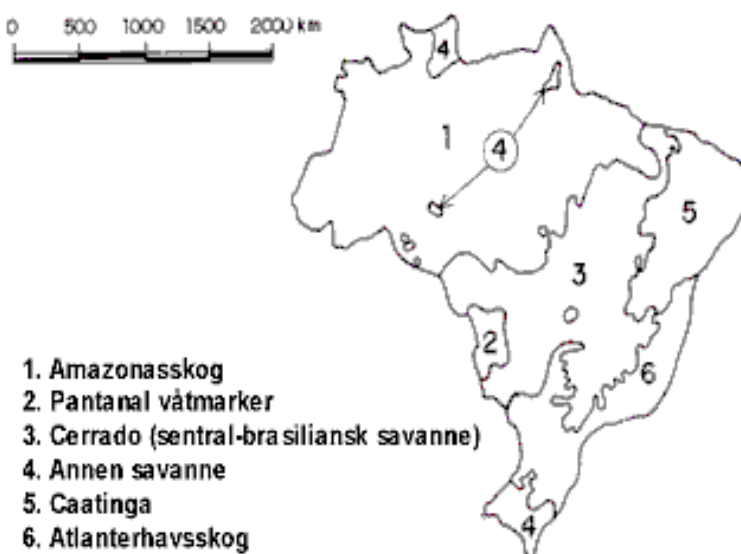 0 500 1000 1500 2000 km
4
1
4
5
3
2
6
4
1. Amazonasskog
2. Pantanal våtmarker
3. Cerrado (sentral-brasiliansk savanne)
4. Annen savanne
5. Caatinga
6. Atlanterhavsskog